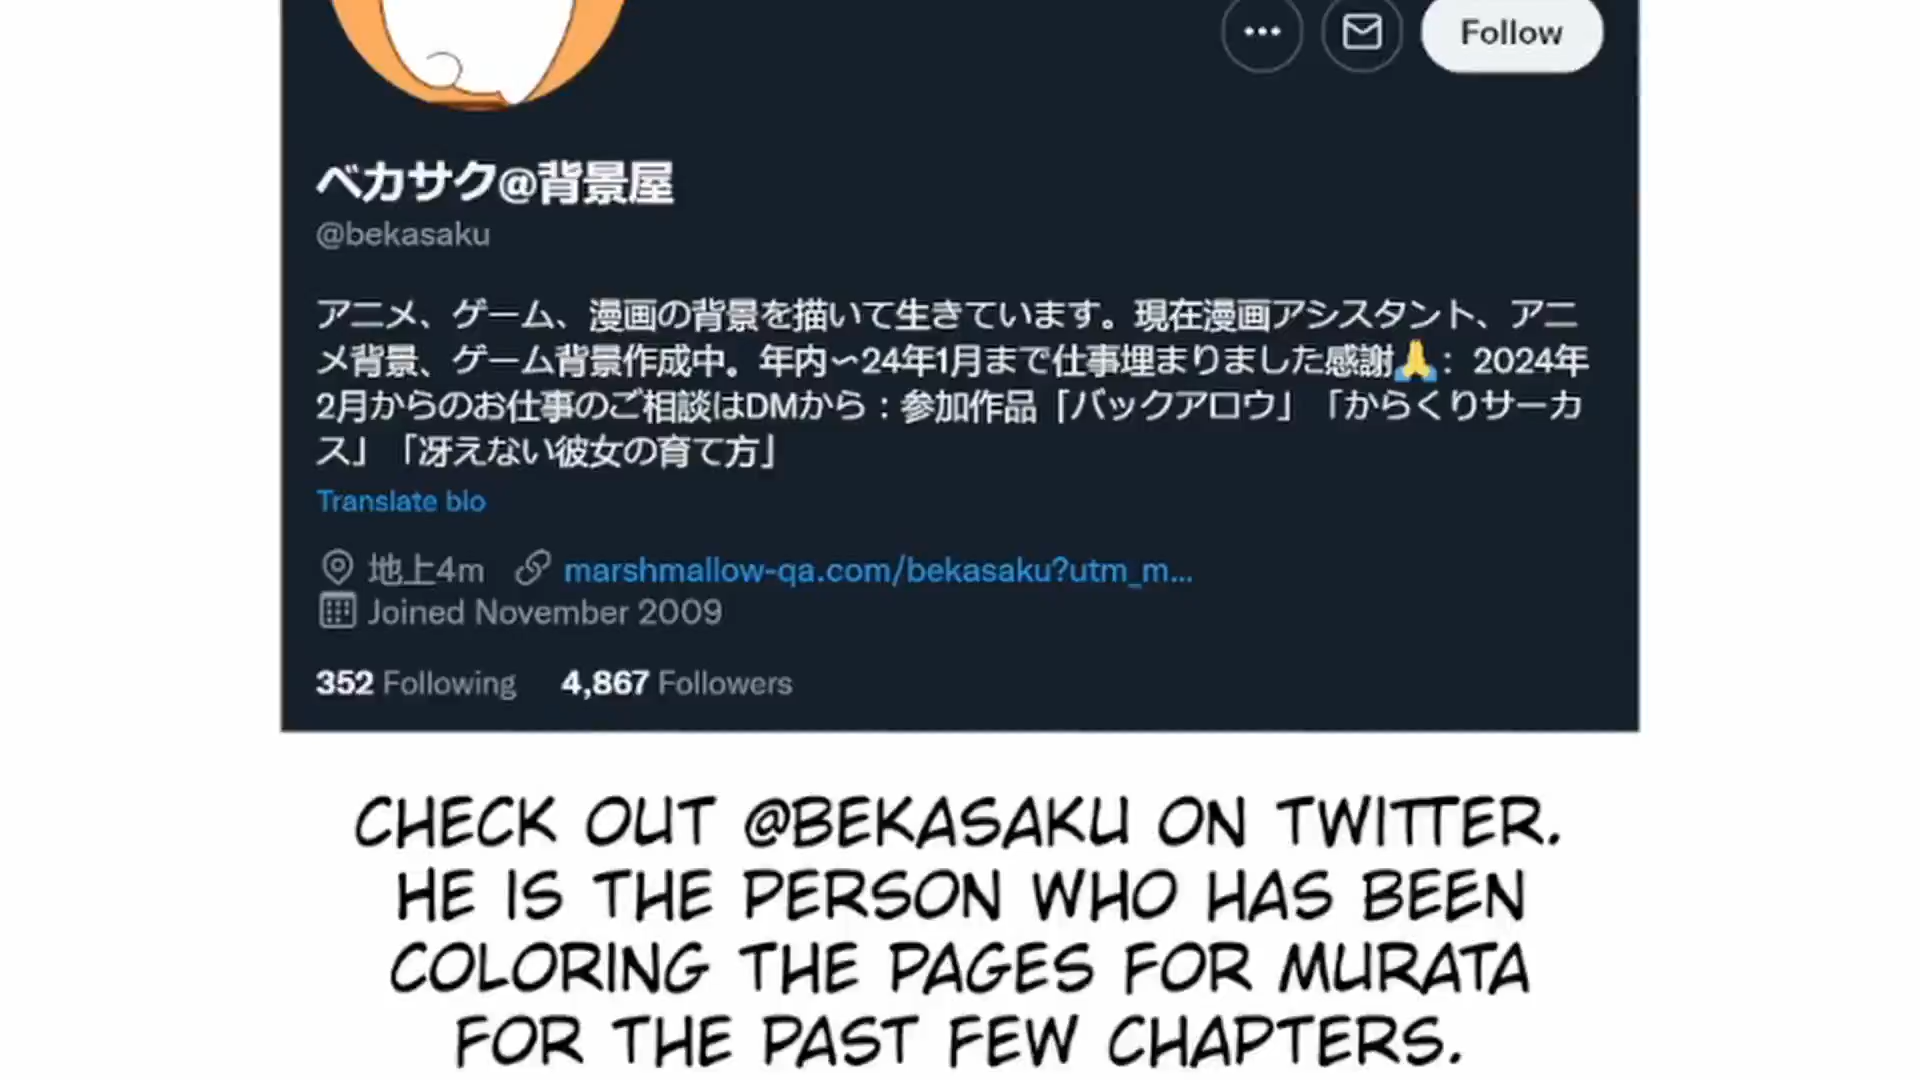 Follow
ベカサク@背景屋
@bekasaku
アニメ、ゲーム、漫画の背景を描いて生きています。現在漫画アシスタント、アニ
メ背景、ゲーム背景作成中。年内〜24年1月まで仕事埋まりました感謝🙏：2024年
2月からのお仕事のご相談はDMから：参加作品「バックアロウ」「からくりサーカ
ス」「冴えない彼女の育て方」
Translate bio
地上4m marshmallow-qa.com/bekasaku?utm_m...
Joined November 2009
352 Following 4,867 Followers
CHECK OUT @BEKASAKU ON TWITTER.
HE IS THE PERSON WHO HAS BEEN
COLORING THE PAGES FOR MURATA
FOR THE PAST FEW CHAPTERS.